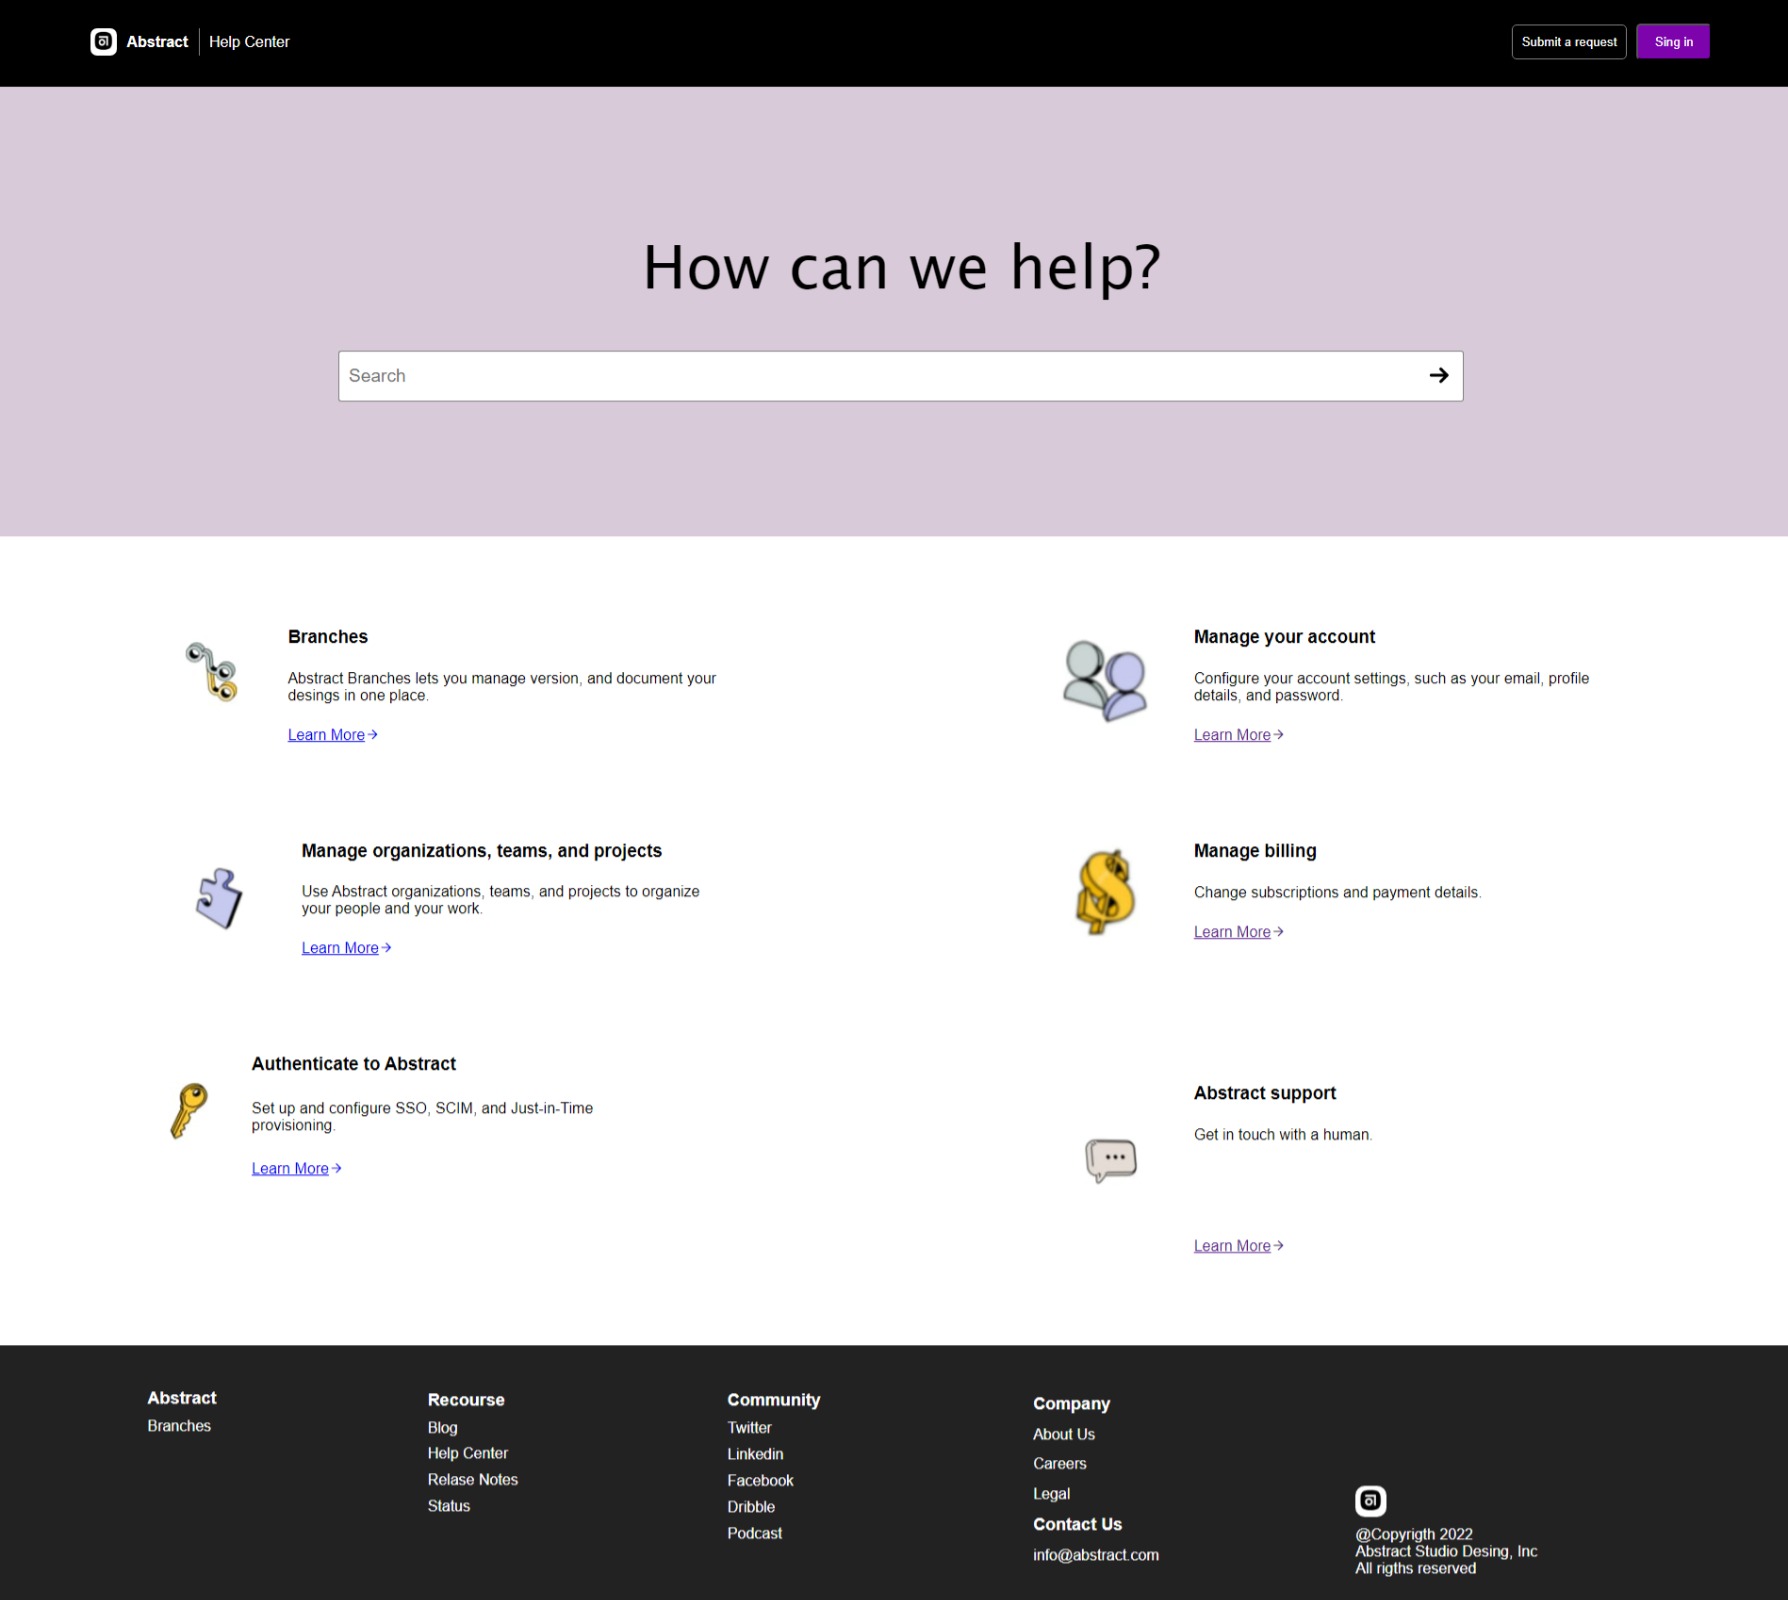 Abstract
Help Center
Submit a request
Sing in
How can we help?
Search
Branches
Abstract Branches lets you manage version, and document your
desings in one place.
Learn More
Manage your account
Configure your account settings, such as your email, profile
details, and password.
Learn More
Manage organizations, teams, and projects
Use Abstract organizations, teams, and projects to organize
your people and your work.
Learn More
Manage billing
Change subscriptions and payment details.
Learn More
Authenticate to Abstract
Set up and configure SSO, SCIM, and Just-in-Time
provisioning.
Learn More
Abstract support
Get in touch with a human.
Learn More
Abstract
Branches
Recourse
Blog
Help Center
Relase Notes
Status
Community
Twitter
Linkedin
Facebook
Dribble
Podcast
Company
About Us
Careers
Legal
Contact Us
info@abstract.com
@Copyrigth 2022
Abstract Studio Desing, Inc
All rigths reserved